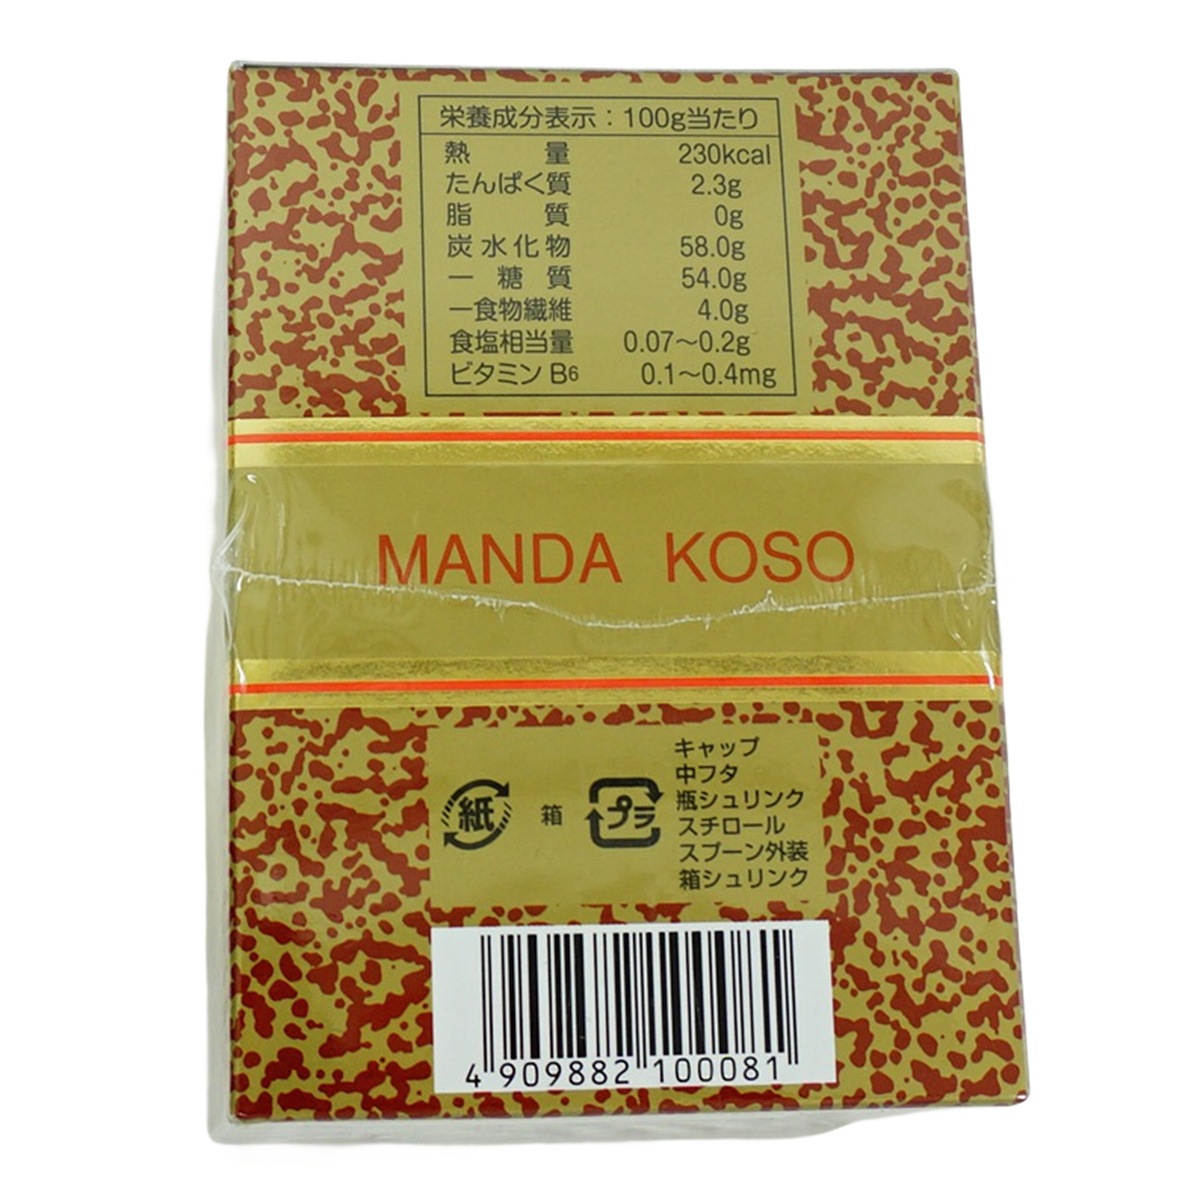 栄養成分表示：100g当たり
熱 量 230kcal
たんぱく質 2.3g
脂 質 0g
炭水化物 58.0g
ー 糖 質 54.0g
ー食物繊維 4.0g
食塩相当量 0.07〜0.2g
ビタミン B6 0.1〜0.4mg
MANDA KOSO
紙 箱 プラ
キャップ
中フタ
瓶シュリンク
スチロール
スプーン外装
箱シュリンク
4 909882 100081